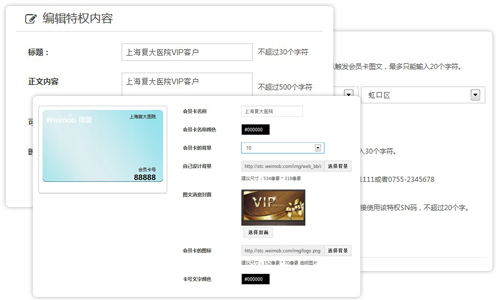 编辑特权内容
标题：
上海复大医院VIP客户
不超过30个字符
正文内容
上海复大医院VIP客户
不超过500个字符
触发会员卡图文，最多只能输入20个字符。
虹口区
入30个字符。
1111或者0755-2345678
接使用该特权SN码，不超过20个字。
Weimob 微盟
上海复大医院
会员卡号
88888
会员卡名称
上海复大医院
会员卡名称颜色
#000000
会员卡的背景
10
自己设计背景
http://stc.weimob.com/img/web_bb/c
选择背景
建议尺寸：534像素 * 318像素
图文消息封面
VIP
选择封面
会员卡的图标
http://stc.weimob.com/img/logo.png
选择背景
建议尺寸：152像素 * 70像素 透明图片
卡号文字颜色
#000000